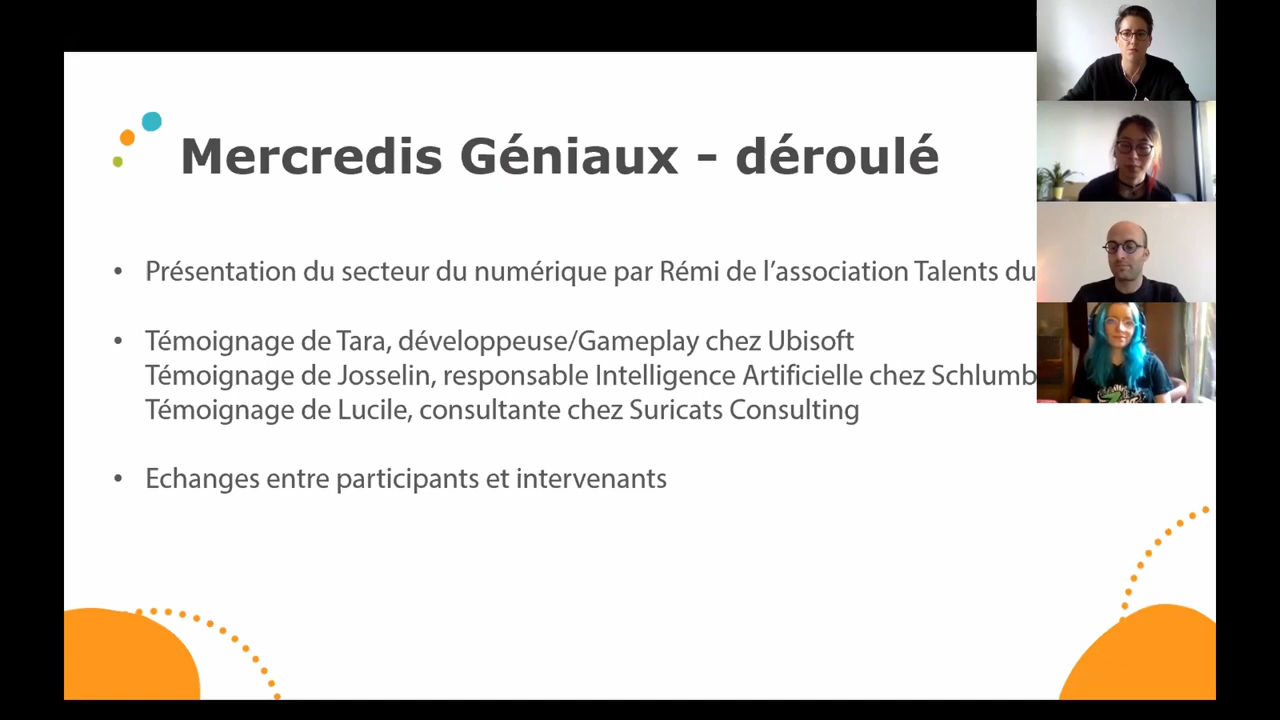 Mercredis Géniaux - déroulé
• Présentation du secteur du numérique par Rémi de l’association Talents du
• Témoignage de Tara, développeuse/Gameplay chez Ubisoft
Témoignage de Josselin, responsable Intelligence Artificielle chez Schlumb
Témoignage de Lucile, consultante chez Suricats Consulting
• Echanges entre participants et intervenants